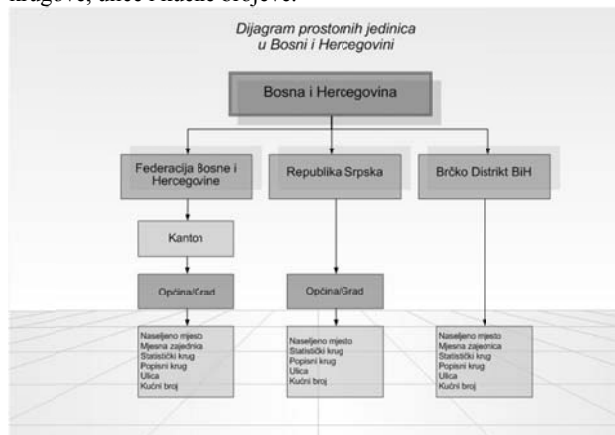 Dijagram prostornih jedinica
u Bosni i Hercegovini
Bosna i Hercegovina
Federacija Bosne i
Hercegovine
Republika Srpska
Brčko Distrikt BiH
Kanton
Općina/Grad
Općina/Grad
Naseljeno mjesto
Mjesna zajednica
Statistički krug
Popisni krug
Ulica
Kućni broj
Naseljeno mjesto
Statistički krug
Popisni krug
Ulica
Kućni broj
Naseljeno mjesto
Mjesna zajednica
Statistički krug
Popisni krug
Ulica
Kućni broj